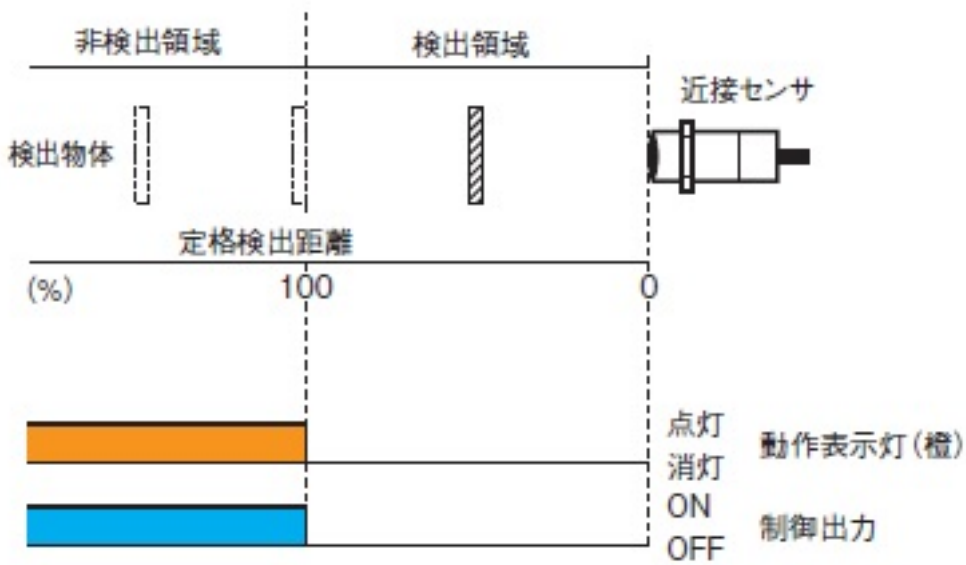 非検出領域
検出領域
近接センサ
検出物体
定格検出距離
(%)
100
0
点灯
消灯
動作表示灯(橙)
ON
OFF
制御出力